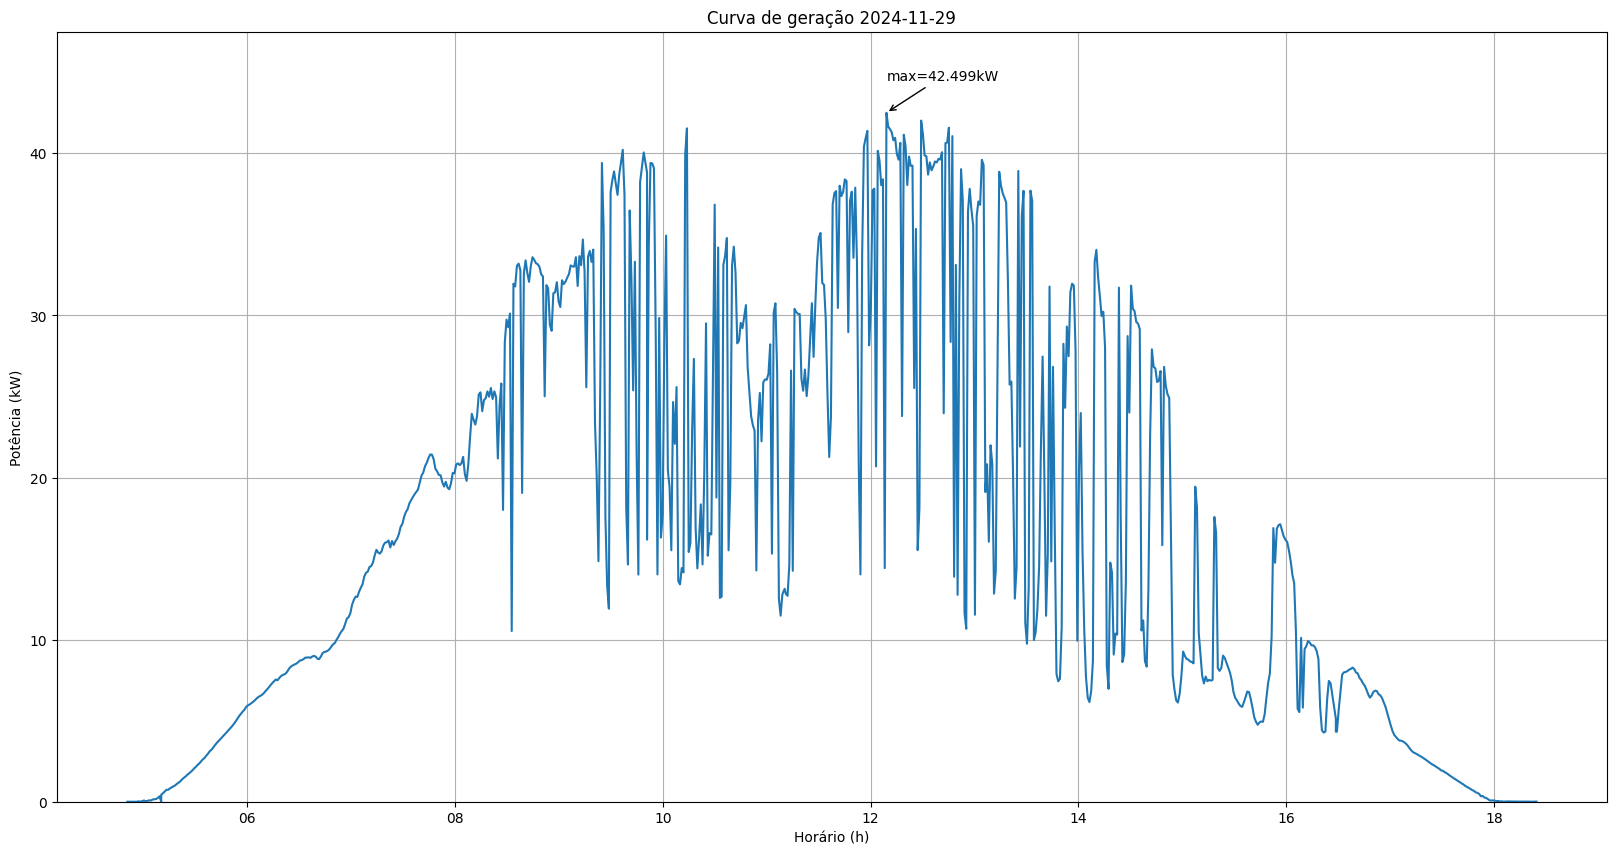 Curva de geração 2024-11-29
max=42.499kW
Potência (kW)
40
30
20
10
0
06 08 10 12 14 16 18
Horário (h)